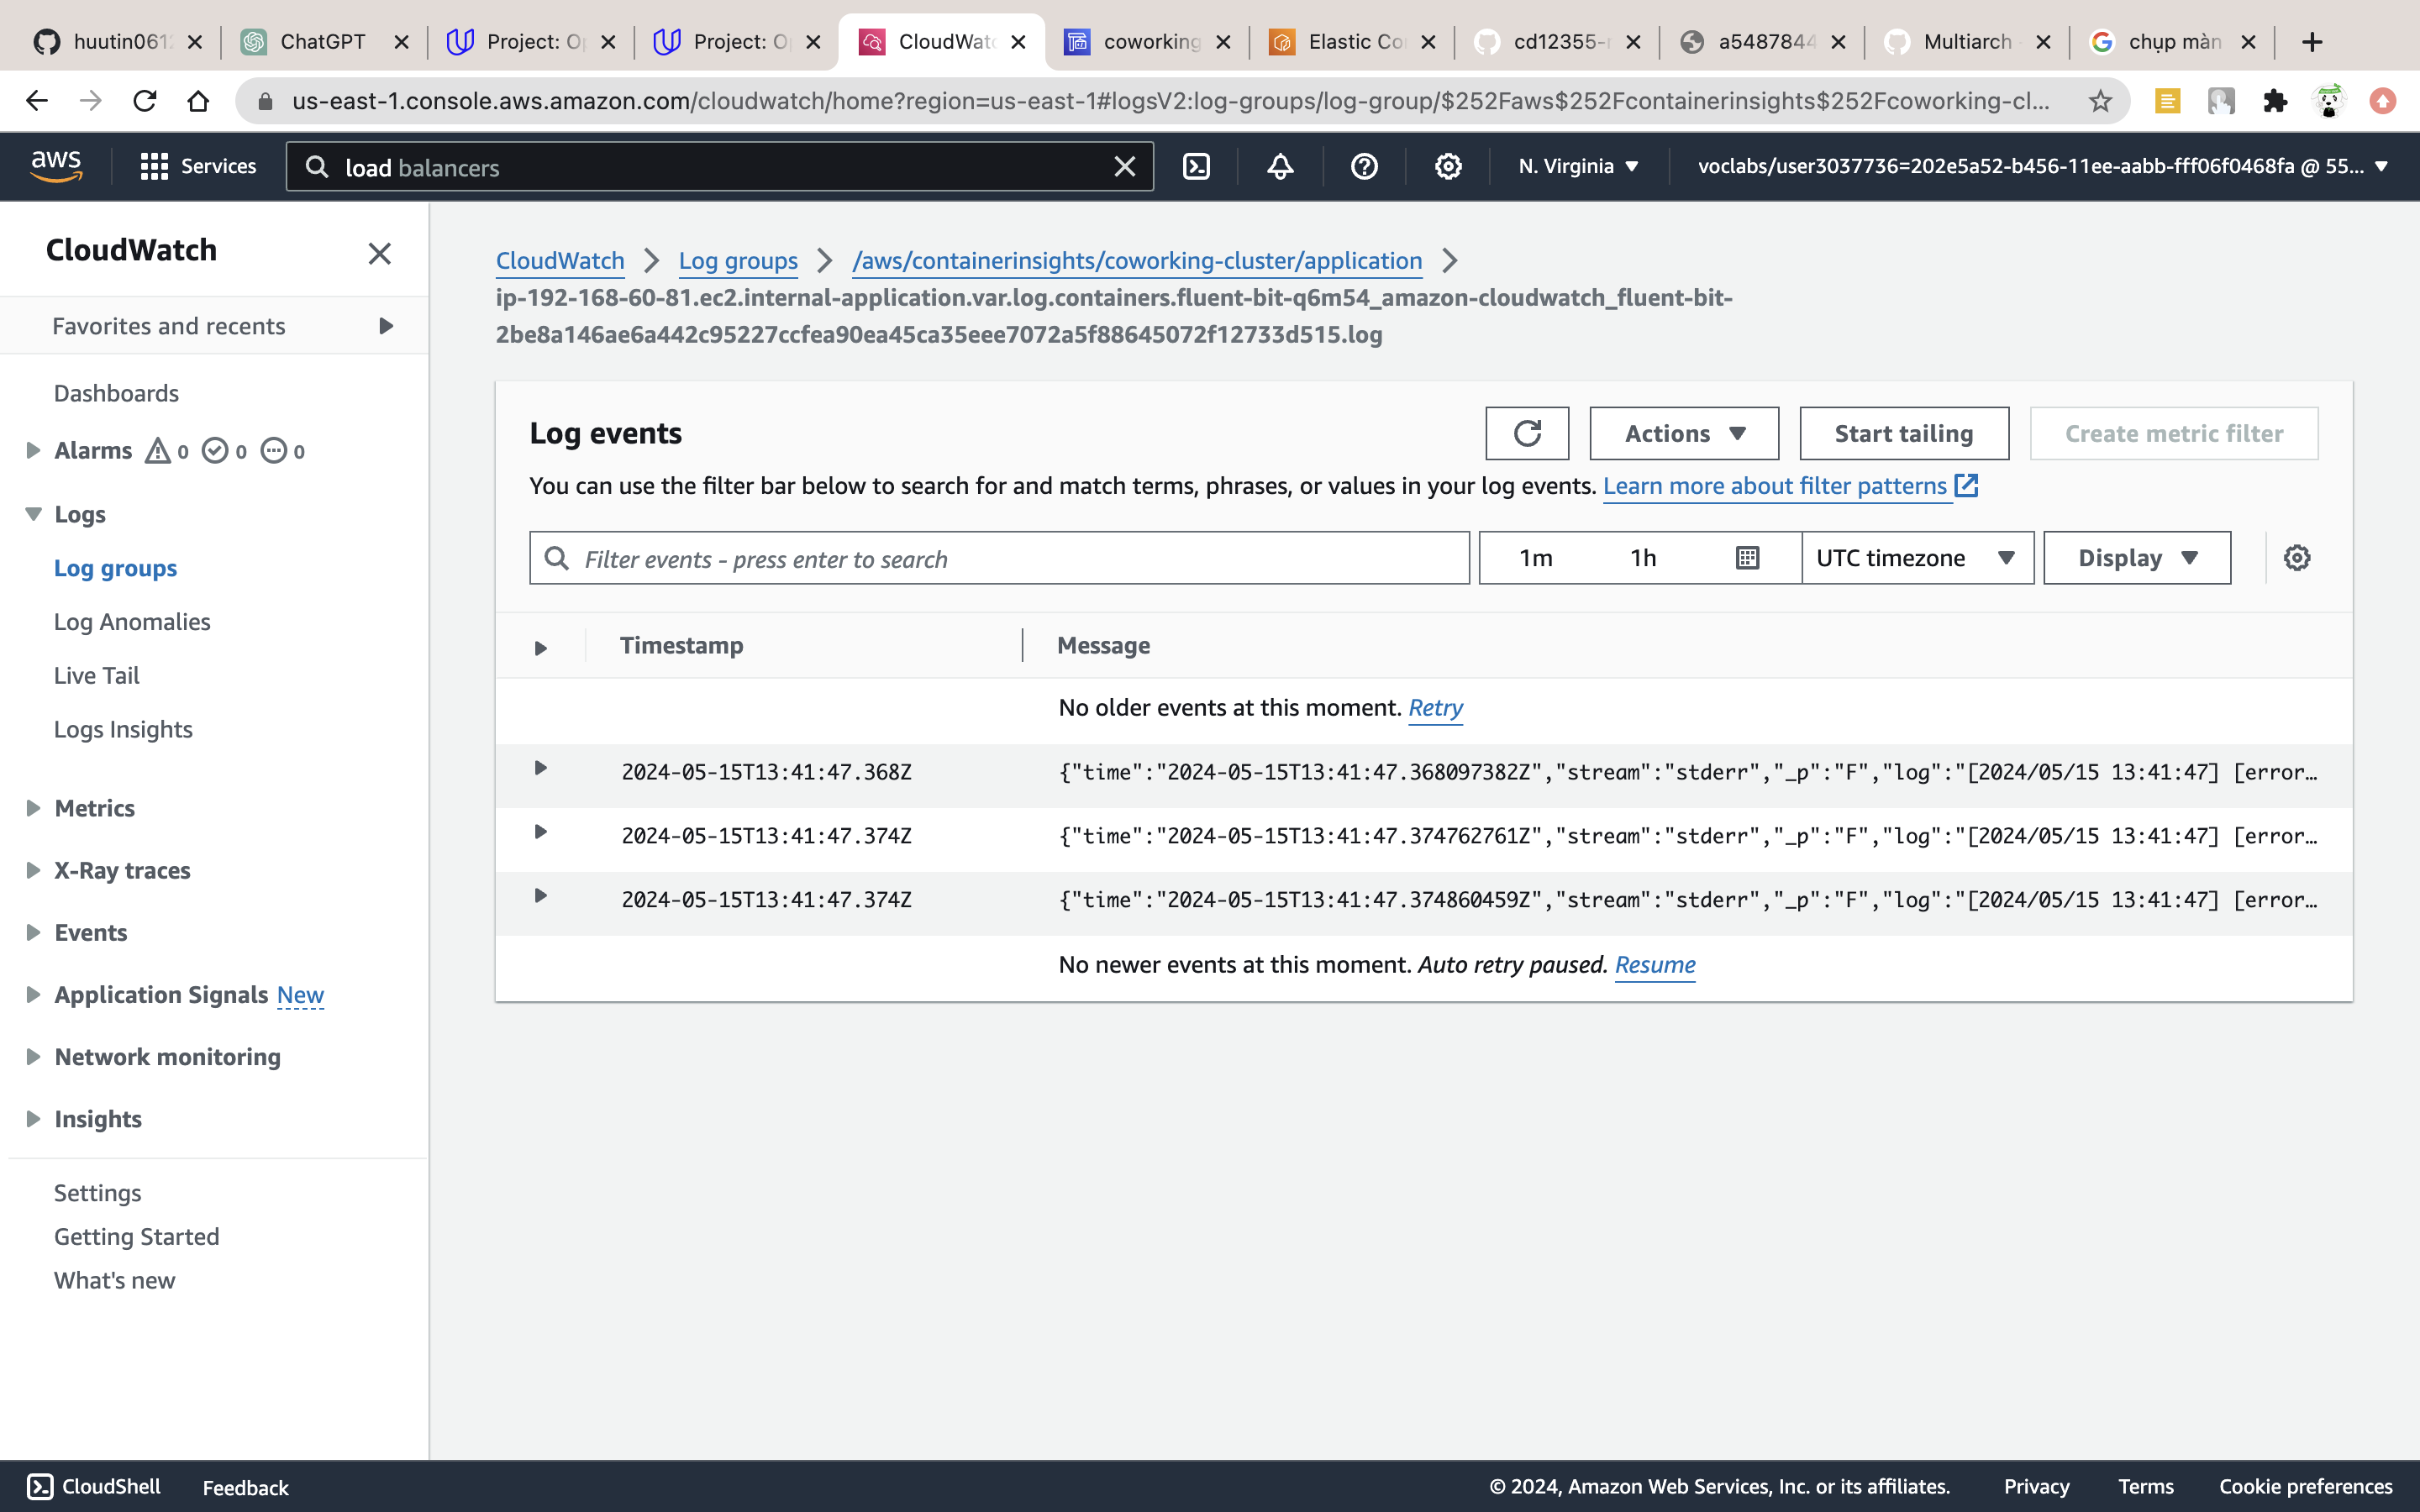 huutin061
ChatGPT
Project: O
Project: O
CloudWat
coworking
Elastic Co
cd12355-
a5487844
Multiarch
chụp màn
us-east-1.console.aws.amazon.com/cloudwatch/home?region=us-east-1#logsV2:log-groups/log-group/$252Faws$252Fcontainerinsights$252Fcoworking-cl...
aws
Services
load balancers
N. Virginia
voclabs/user3037736=202e5a52-b456-11ee-aabb-fff06f0468fa @ 55...
CloudWatch
Favorites and recents
Dashboards
Alarms 0 0 0
Logs
Log groups
Log Anomalies
Live Tail
Logs Insights
Metrics
X-Ray traces
Events
Application Signals New
Network monitoring
Insights
Settings
Getting Started
What's new
CloudWatch
Log groups
/aws/containerinsights/coworking-cluster/application
ip-192-168-60-81.ec2.internal-application.var.log.containers.fluent-bit-q6m54_amazon-cloudwatch_fluent-bit-
2be8a146ae6a442c95227ccfea90ea45ca35eee7072a5f88645072f12733d515.log
Log events
Actions
Start tailing
Create metric filter
You can use the filter bar below to search for and match terms, phrases, or values in your log events. Learn more about filter patterns
Filter events - press enter to search
1m
1h
UTC timezone
Display
Timestamp
Message
No older events at this moment. Retry
2024-05-15T13:41:47.368Z
{"time":"2024-05-15T13:41:47.368097382Z","stream":"stderr","_p":"F","log":"[2024/05/15 13:41:47] [error...
2024-05-15T13:41:47.374Z
{"time":"2024-05-15T13:41:47.374762761Z","stream":"stderr","_p":"F","log":"[2024/05/15 13:41:47] [error...
2024-05-15T13:41:47.374Z
{"time":"2024-05-15T13:41:47.374860459Z","stream":"stderr","_p":"F","log":"[2024/05/15 13:41:47] [error...
No newer events at this moment. Auto retry paused. Resume
CloudShell
Feedback
© 2024, Amazon Web Services, Inc. or its affiliates.
Privacy
Terms
Cookie preferences